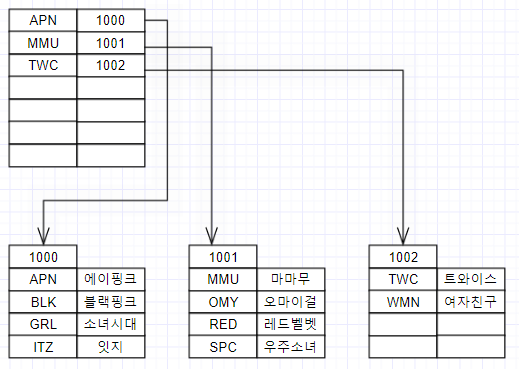 APN 1000
MMU 1001
TWC 1002
1000
APN 에이핑크
BLK 블랙핑크
GRL 소녀시대
ITZ 잇지
1001
MMU 마마무
OMY 오마이걸
RED 레드벨벳
SPC 우주소녀
1002
TWC 트와이스
WMN 여자친구